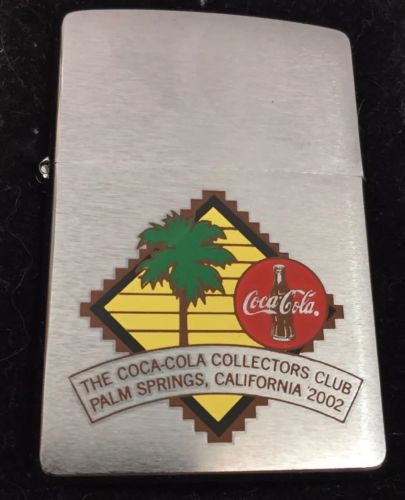 Coca-Cola
THE COCA-COLA COLLECTORS CLUB
PALM SPRINGS, CALIFORNIA 2002